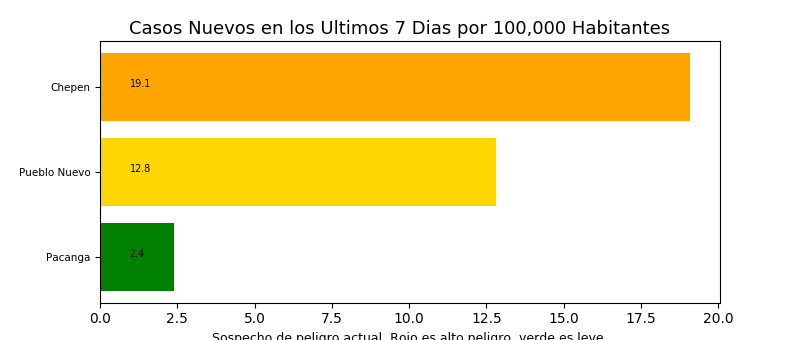 Casos Nuevos en los Ultimos 7 Dias por 100,000 Habitantes
Chepen
19.1
Pueblo Nuevo
12.8
Pacanga
2.4
0.0 2.5 5.0 7.5 10.0 12.5 15.0 17.5 20.0
Sospecho de peligro actual. Rojo es alto peligro, verde es leve